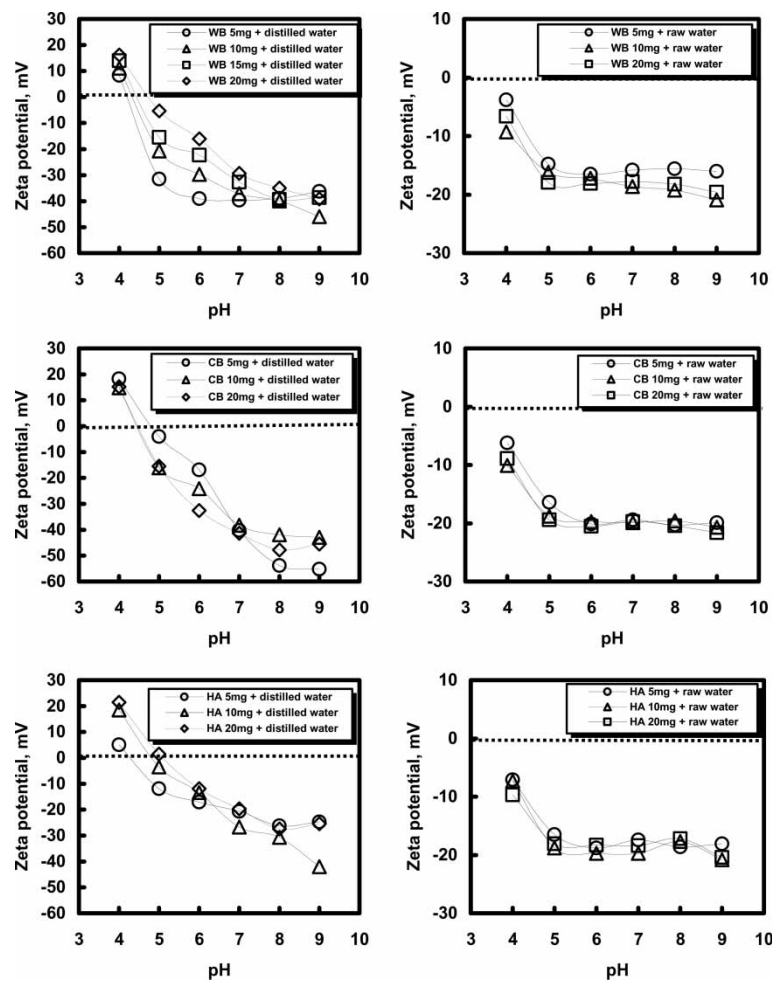 30
20
10
0
-10
-20
-30
-40
-50
-60
Zeta potential, mV
WB 5mg + distilled water
WB 10mg + distilled water
WB 15mg + distilled water
WB 20mg + distilled water
3 4 5 6 7 8 9 10
pH
10
0
-10
-20
-30
Zeta potential, mV
WB 5mg + raw water
WB 10mg + raw water
WB 20mg + raw water
3 4 5 6 7 8 9 10
pH
30
20
10
0
-10
-20
-30
-40
-50
-60
Zeta potential, mV
CB 5mg + distilled water
CB 10mg + distilled water
CB 20mg + distilled water
3 4 5 6 7 8 9 10
pH
10
0
-10
-20
-30
Zeta potential, mV
CB 5mg + raw water
CB 10mg + raw water
CB 20mg + raw water
3 4 5 6 7 8 9 10
pH
30
20
10
0
-10
-20
-30
-40
-50
-60
Zeta potential, mV
HA 5mg + distilled water
HA 10mg + distilled water
HA 20mg + distilled water
3 4 5 6 7 8 9 10
pH
10
0
-10
-20
-30
Zeta potential, mV
HA 5mg + raw water
HA 10mg + raw water
HA 20mg + raw water
3 4 5 6 7 8 9 10
pH